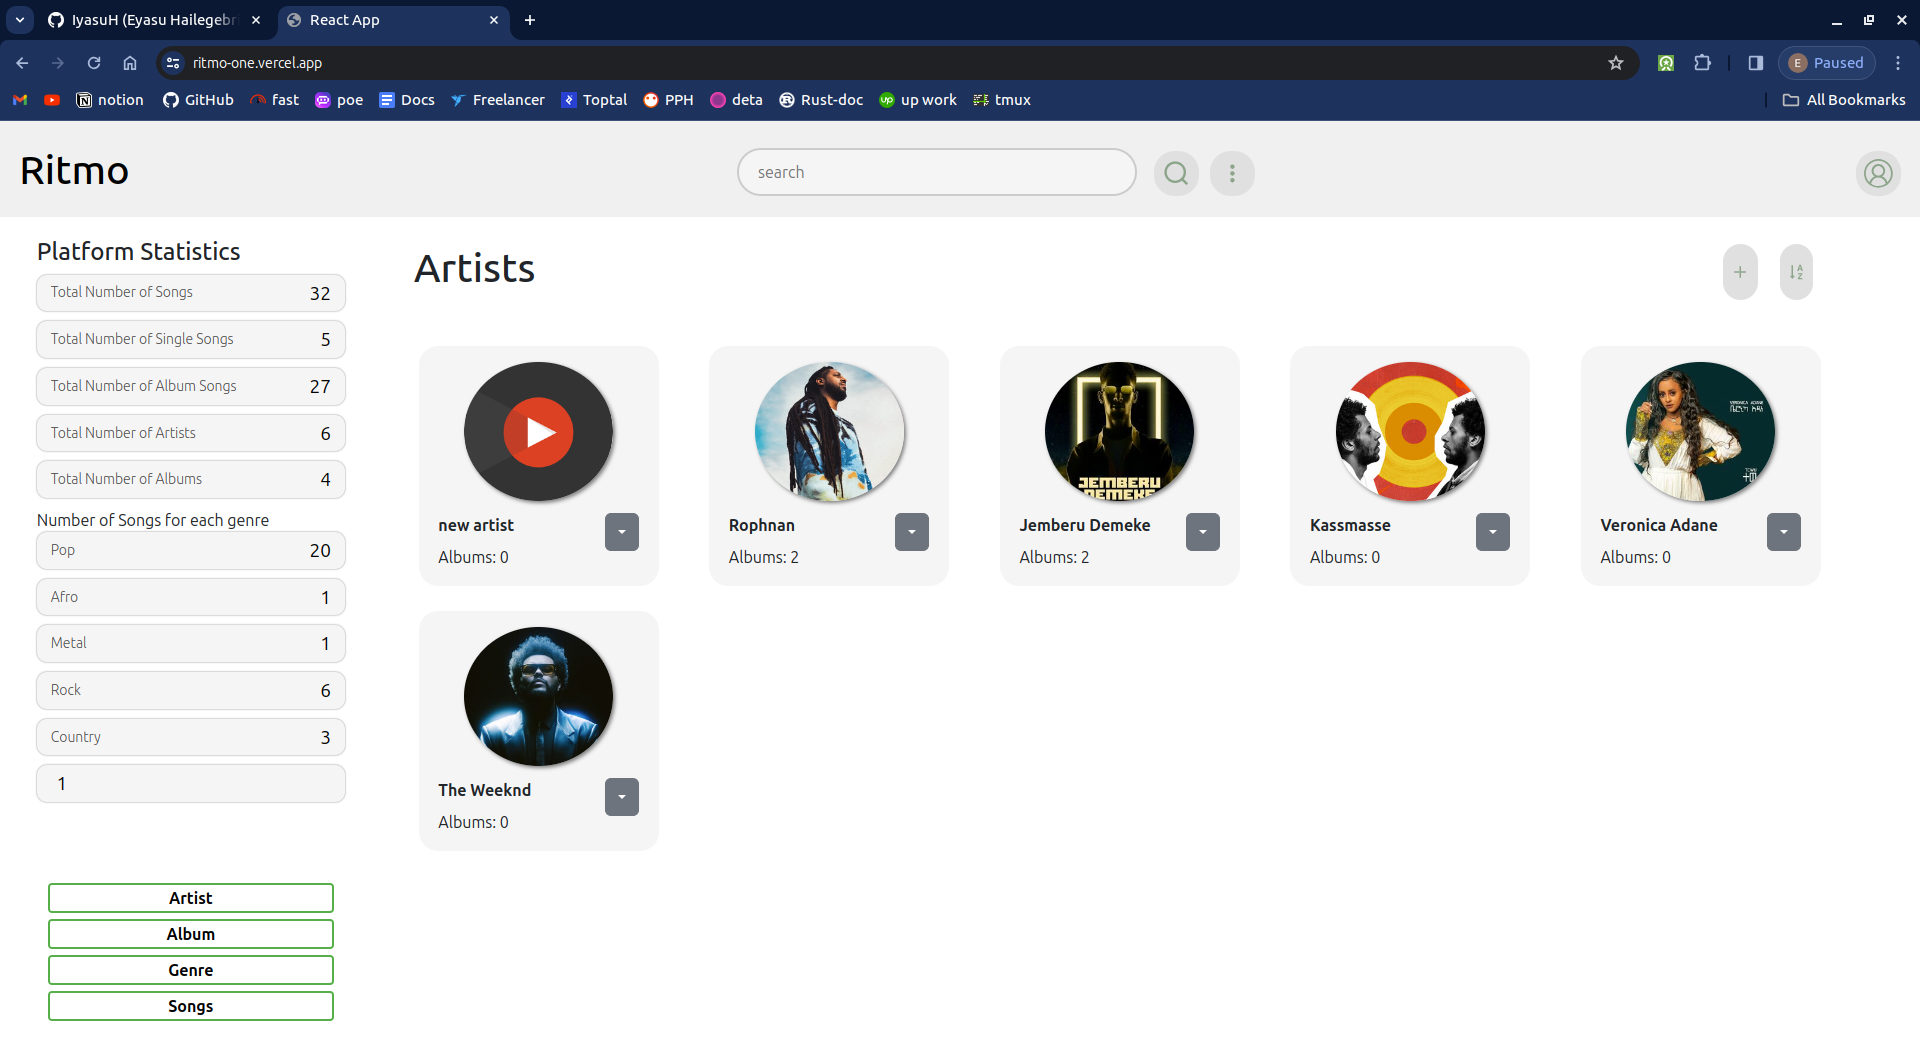 IyasuH (Eyasu Hailegebri
React App
ritmo-one.vercel.app
E Paused
notion GitHub fast poe Docs Freelancer Toptal PPH deta Rust-doc up work tmux All Bookmarks
Ritmo
search
Platform Statistics
Total Number of Songs 32
Total Number of Single Songs 5
Total Number of Album Songs 27
Total Number of Artists 6
Total Number of Albums 4
Number of Songs for each genre
Pop 20
Afro 1
Metal 1
Rock 6
Country 3
1
Artist
Album
Genre
Songs
Artists
new artist
Albums: 0
Rophnan
Albums: 2
JEMBERU
DEMEKE
Jemberu Demeke
Albums: 2
Kassmasse
Albums: 0
VERONICA ADANE
Veronica Adane
Albums: 0
The Weeknd
Albums: 0